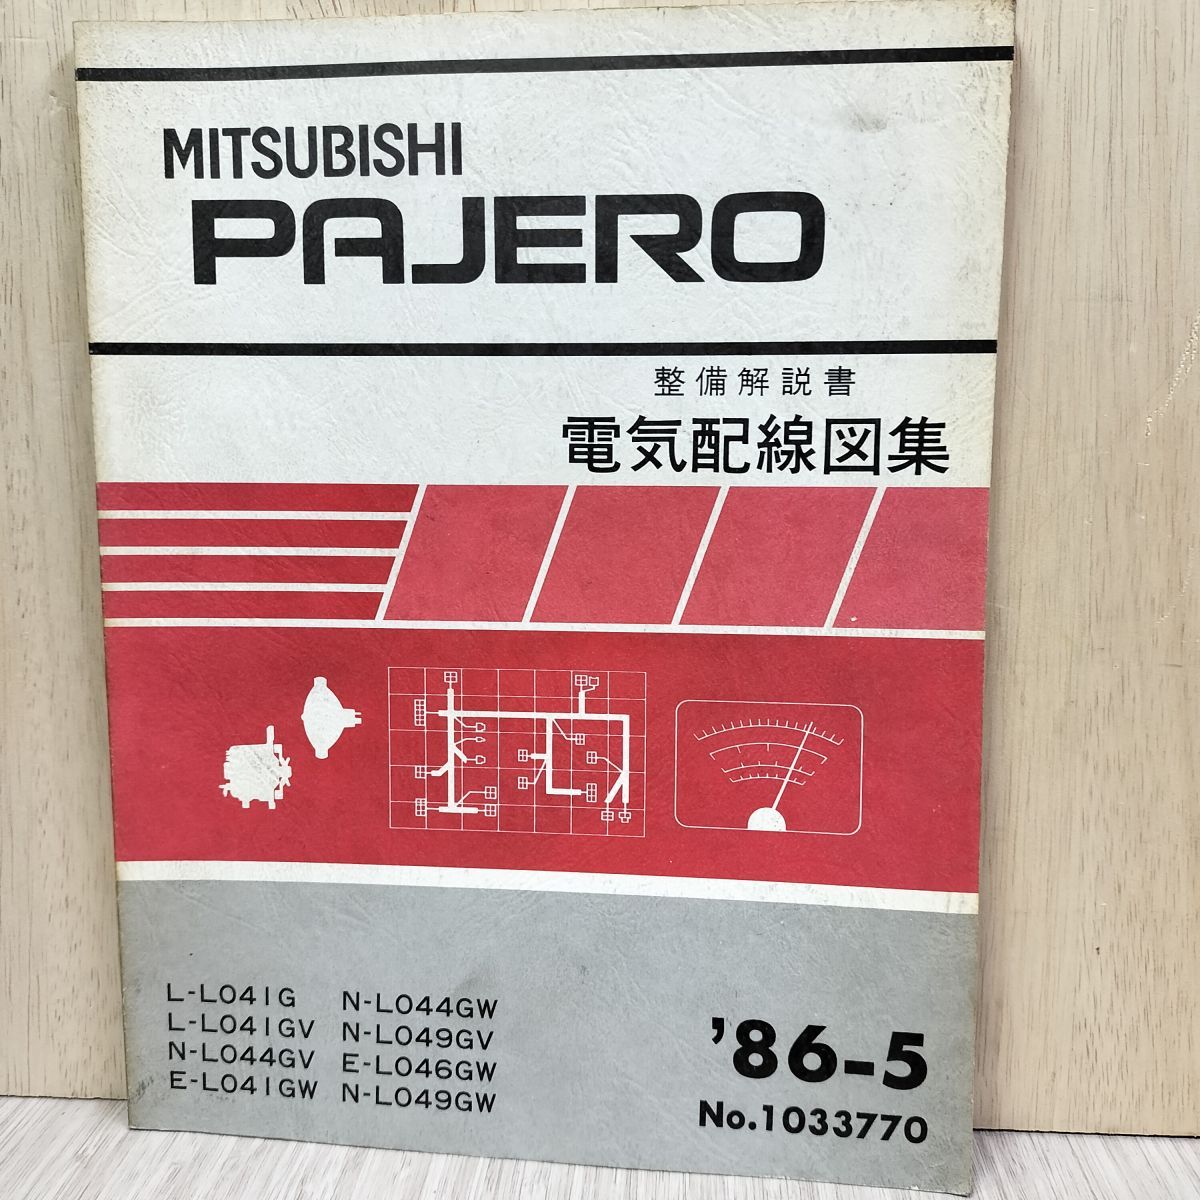 MITSUBISHI
PAJERO
整備解説書
電気配線図集
L-L041G N-L044GW
L-L041GV N-L049GV
N-L044GV E-L046GW
E-L041GW N-L049GW
'86-5
No.1033770